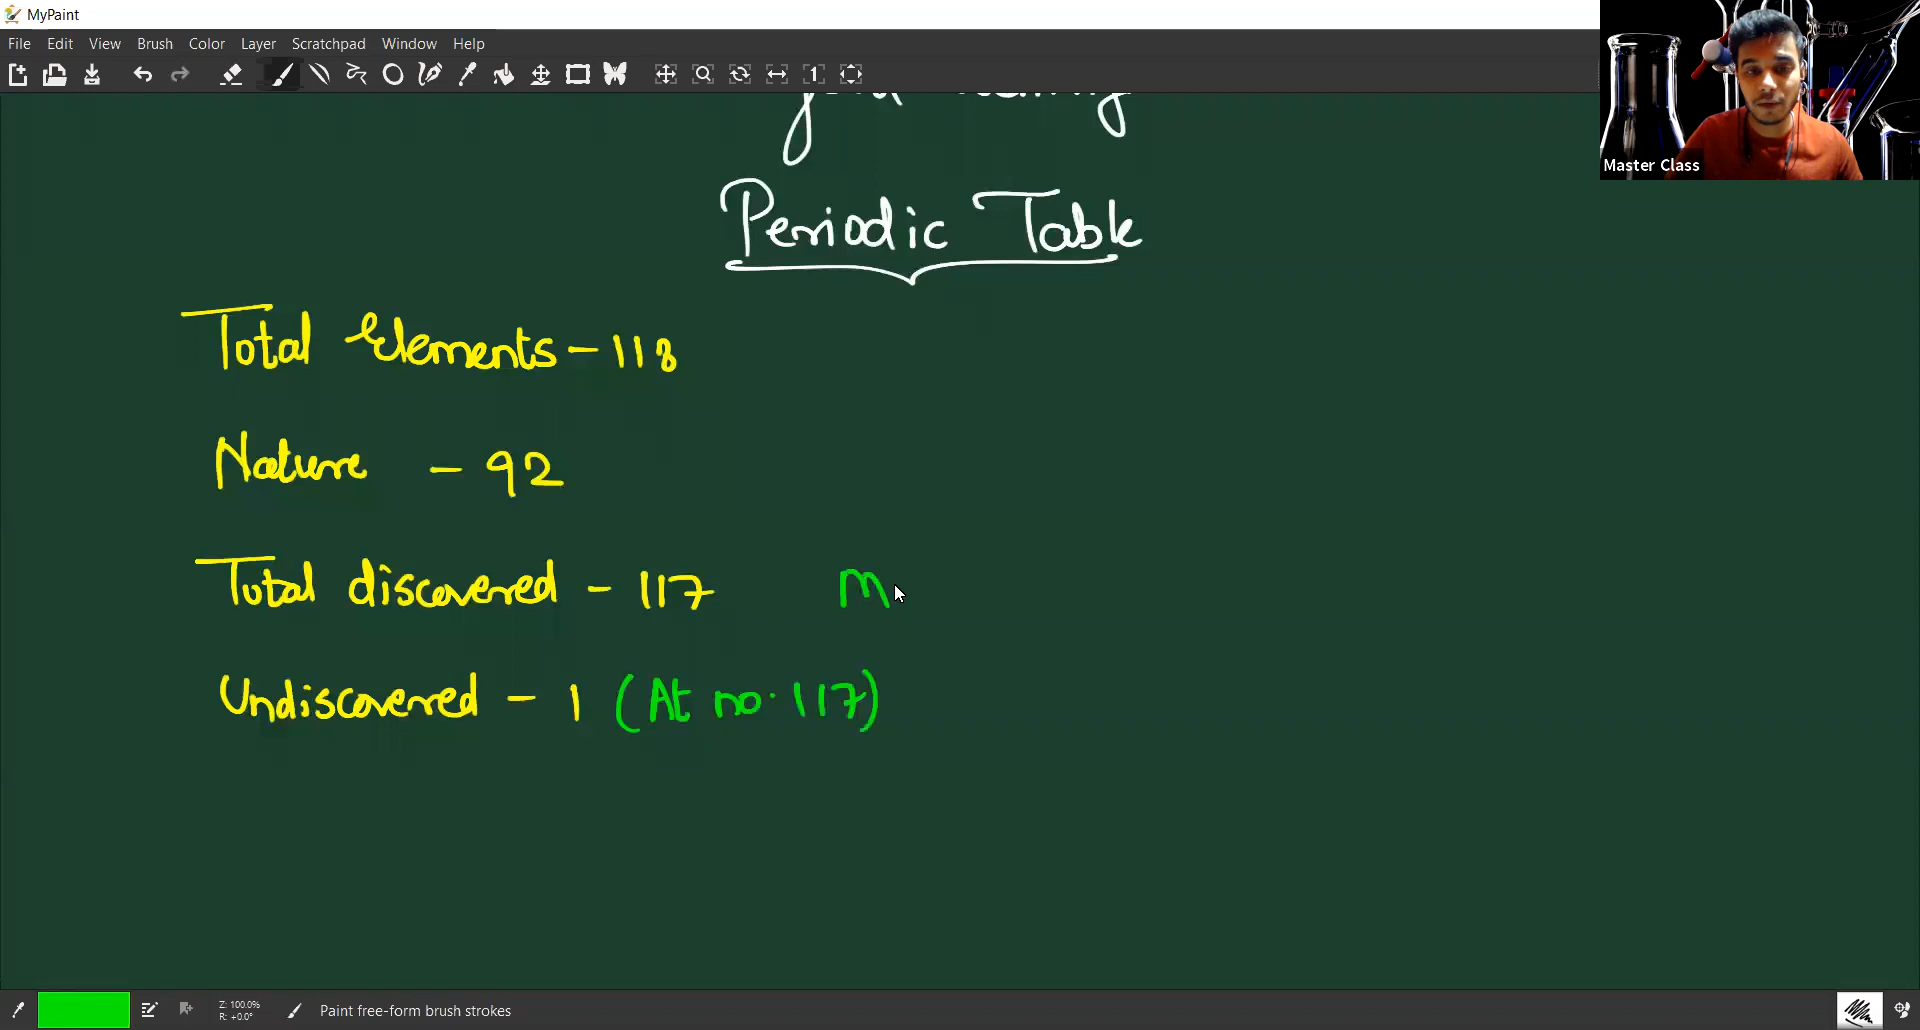 MyPaint
File Edit View Brush Color Layer Scratchpad Window Help
1
Master Class
Periodic Table
Total Elements - 118
Nature - 92
Total discovered - 117 m
Undiscovered - 1 (At no. 117)
Z: 100.0%
R: +0.0°
Paint free-form brush strokes